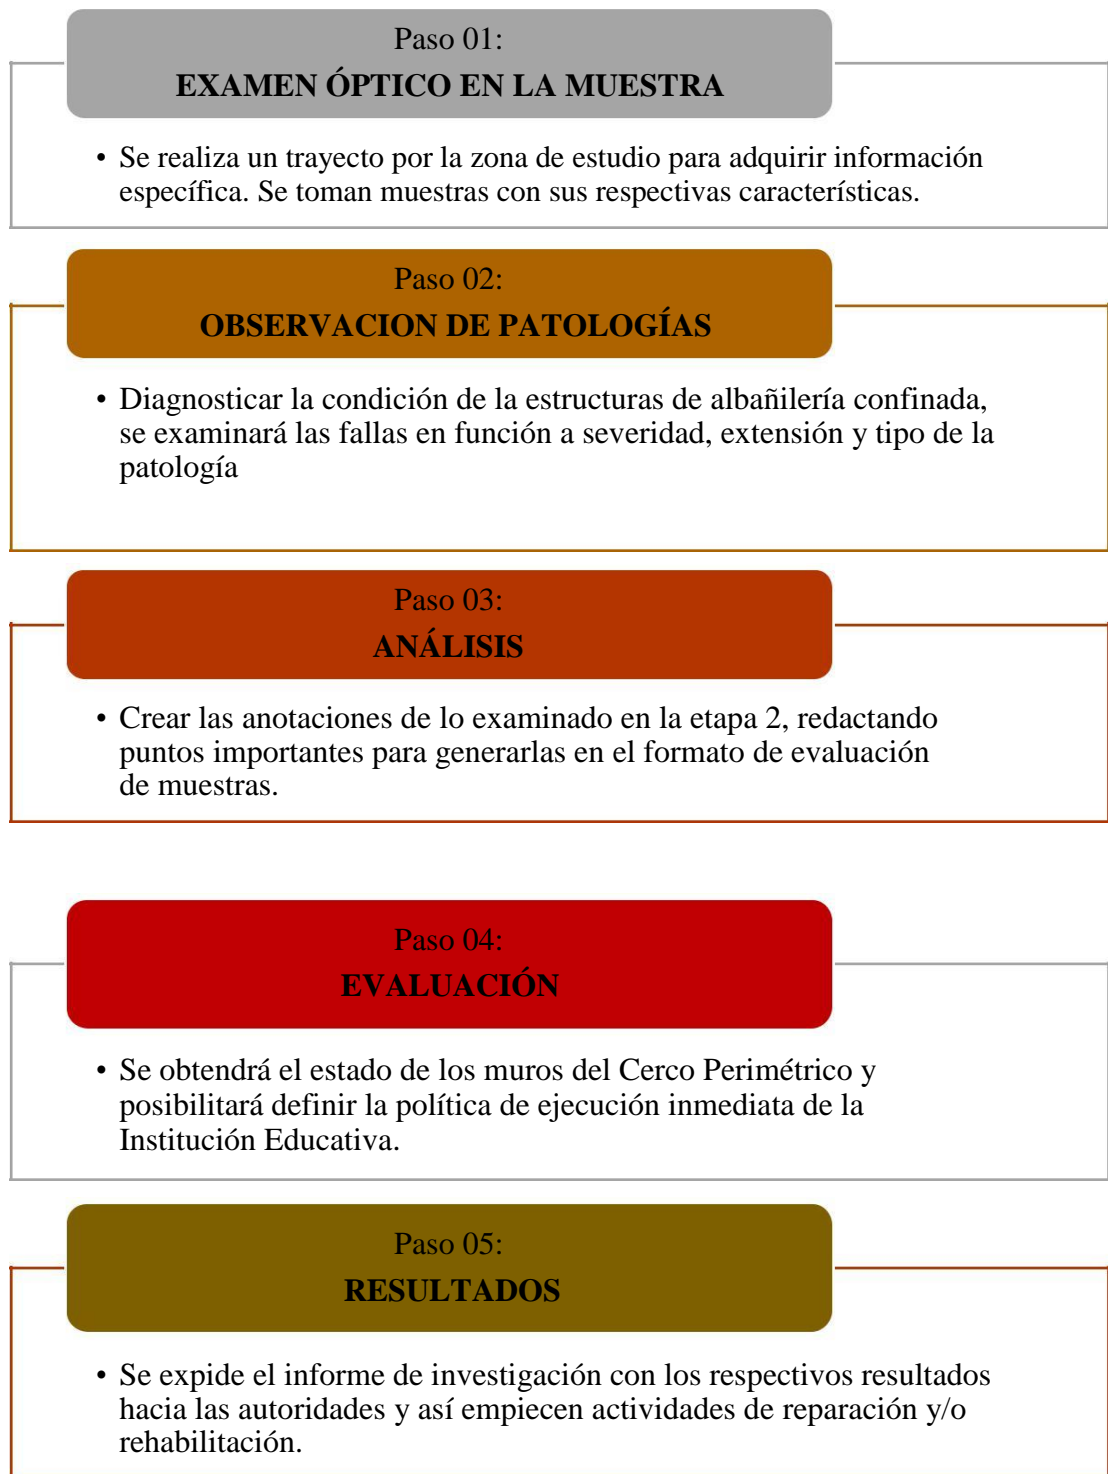 Paso 01:
EXAMEN ÓPTICO EN LA MUESTRA
• Se realiza un trayecto por la zona de estudio para adquirir información
específica. Se toman muestras con sus respectivas características.
Paso 02:
OBSERVACION DE PATOLOGÍAS
• Diagnosticar la condición de la estructuras de albañilería confinada,
se examinará las fallas en función a severidad, extensión y tipo de la
patología
Paso 03:
ANÁLISIS
• Crear las anotaciones de lo examinado en la etapa 2, redactando
puntos importantes para generarlas en el formato de evaluación
de muestras.
Paso 04:
EVALUACIÓN
• Se obtendrá el estado de los muros del Cerco Perimétrico y
posibilitará definir la política de ejecución inmediata de la
Institución Educativa.
Paso 05:
RESULTADOS
• Se expide el informe de investigación con los respectivos resultados
hacia las autoridades y así empiecen actividades de reparación y/o
rehabilitación.